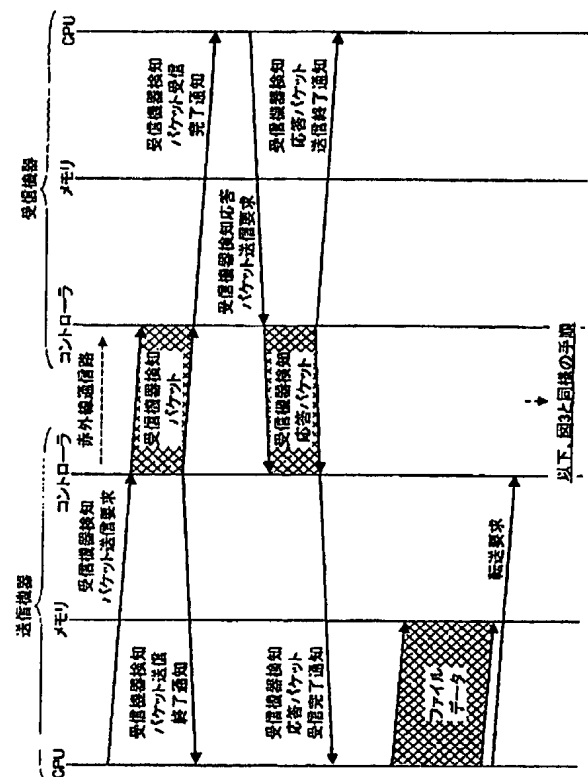 送信機器
受信機器
CPU
メモリ
コントローラ
赤外線通信路
コントローラ
メモリ
CPU
受信機器検知
パケット送信要求
受信機器検知
パケット
受信機器検知
パケット送信
終了通知
受信機器検知
パケット受信
完了通知
受信機器検知応答
パケット送信要求
受信機器検知
応答パケット
受信機器検知
応答パケット
受信完了通知
受信機器検知
応答パケット
送信終了通知
ファイル
データ
転送要求
以下、図3と同様の手順